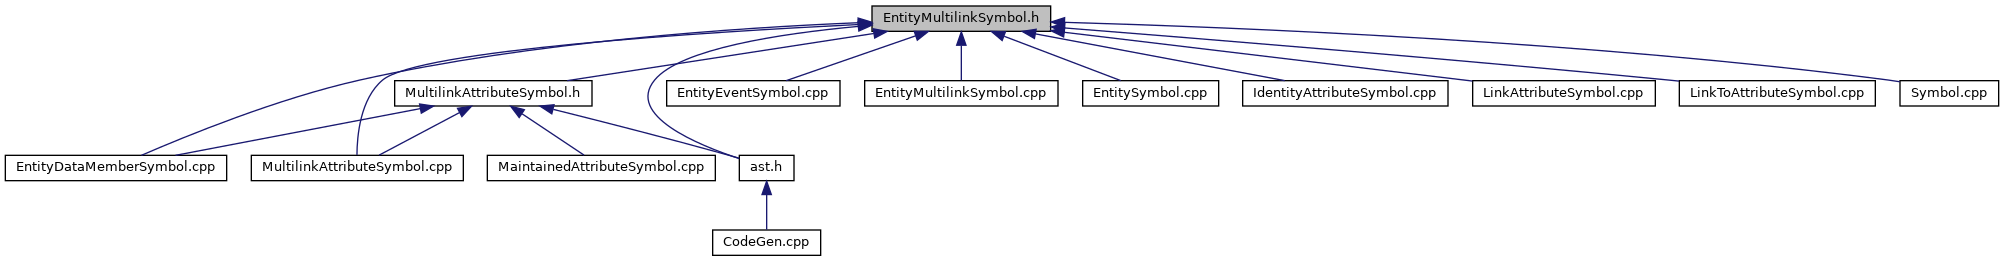 EntityMultilinkSymbol.h
MultilinkAttributeSymbol.h
EntityEventSymbol.cpp
EntityMultilinkSymbol.cpp
EntitySymbol.cpp
IdentityAttributeSymbol.cpp
LinkAttributeSymbol.cpp
LinkToAttributeSymbol.cpp
Symbol.cpp
EntityDataMemberSymbol.cpp
MultilinkAttributeSymbol.cpp
MaintainedAttributeSymbol.cpp
ast.h
CodeGen.cpp